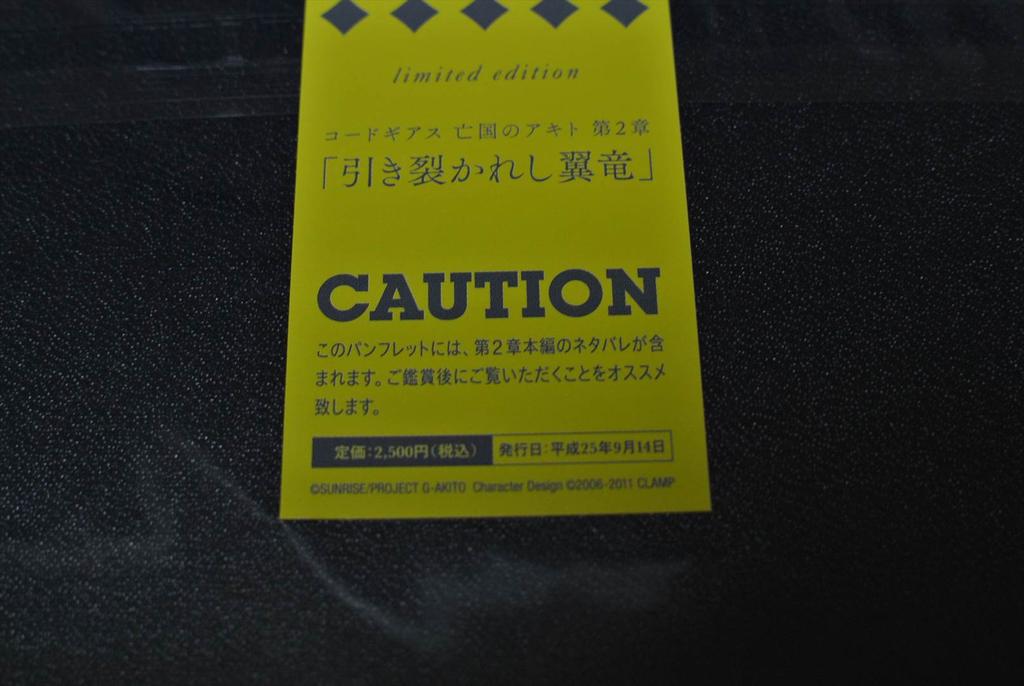 limited edition
コードギアス 亡国のアキト 第2章
「引き裂かれし翼竜」
CAUTION
このパンフレットには、第2章本編のネタバレが含
まれます。ご鑑賞後にご覧いただくことをオススメ
致します。
定価:2,500円(税込) 発行日:平成25年9月14日
©SUNRISE/PROJECT G-AKITO Character Design ©2006-2011 CLAMP